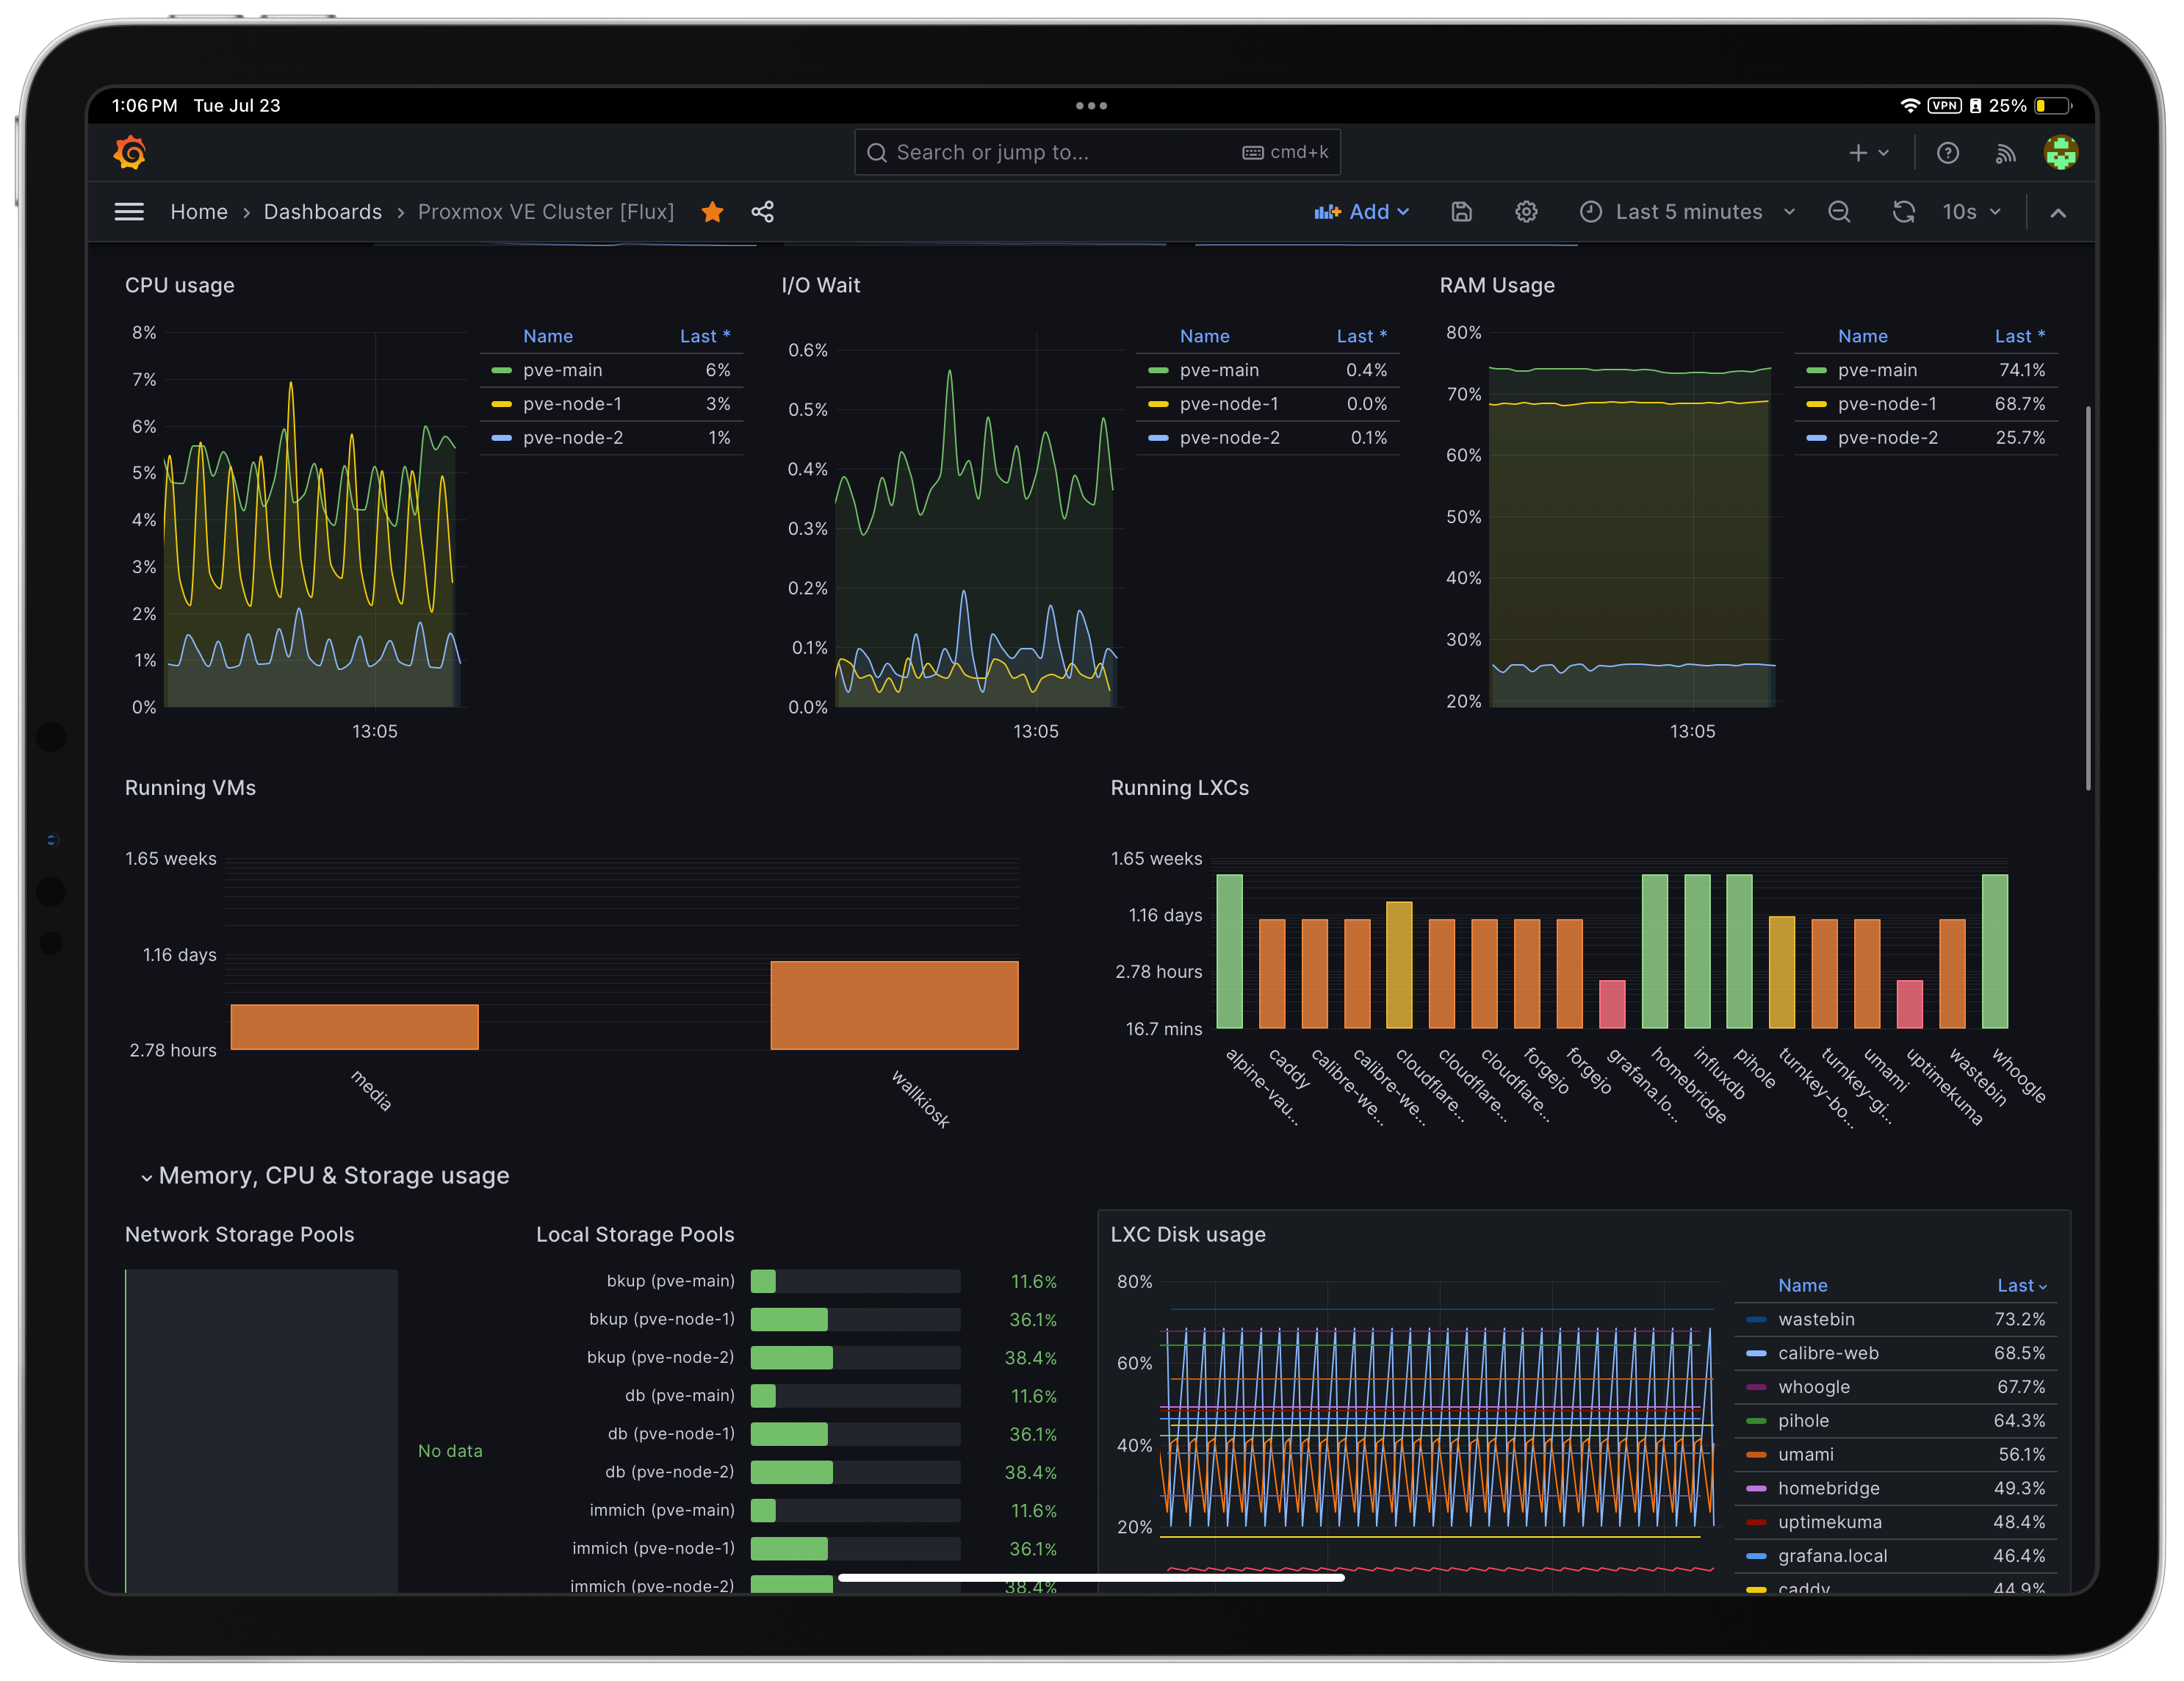 1:06 PM Tue Jul 23
VPN 25%
Search or jump to... cmd+k
Home > Dashboards > Proxmox VE Cluster [Flux]
Add Last 5 minutes 10s
CPU usage
8%
7%
6%
5%
4%
3%
2%
1%
0%
13:05
Name Last *
pve-main 6%
pve-node-1 3%
pve-node-2 1%
I/O Wait
0.6%
0.5%
0.4%
0.3%
0.2%
0.1%
0.0%
13:05
Name Last *
pve-main 0.4%
pve-node-1 0.0%
pve-node-2 0.1%
RAM Usage
80%
70%
60%
50%
40%
30%
20%
13:05
Name Last *
pve-main 74.1%
pve-node-1 68.7%
pve-node-2 25.7%
Running VMs
1.65 weeks
1.16 days
2.78 hours
media
wallkiosk
Running LXCs
1.65 weeks
1.16 days
2.78 hours
16.7 mins
alpine-vau...
caddy
calibre-we...
calibre-we...
cloudflare...
cloudflare...
cloudflare...
forgejo
forgejo
grafana.lo...
homebridge
influxdb
pihole
turnkey-bo...
turnkey-gi...
umami
uptimekuma
wastebin
whoogle
Memory, CPU & Storage usage
Network Storage Pools
No data
Local Storage Pools
bkup (pve-main) 11.6%
bkup (pve-node-1) 36.1%
bkup (pve-node-2) 38.4%
db (pve-main) 11.6%
db (pve-node-1) 36.1%
db (pve-node-2) 38.4%
immich (pve-main) 11.6%
immich (pve-node-1) 36.1%
immich (pve-node-2) 38.4%
LXC Disk usage
80%
60%
40%
20%
Name Last
wastebin 73.2%
calibre-web 68.5%
whoogle 67.7%
pihole 64.3%
umami 56.1%
homebridge 49.3%
uptimekuma 48.4%
grafana.local 46.4%
caddy 44.9%